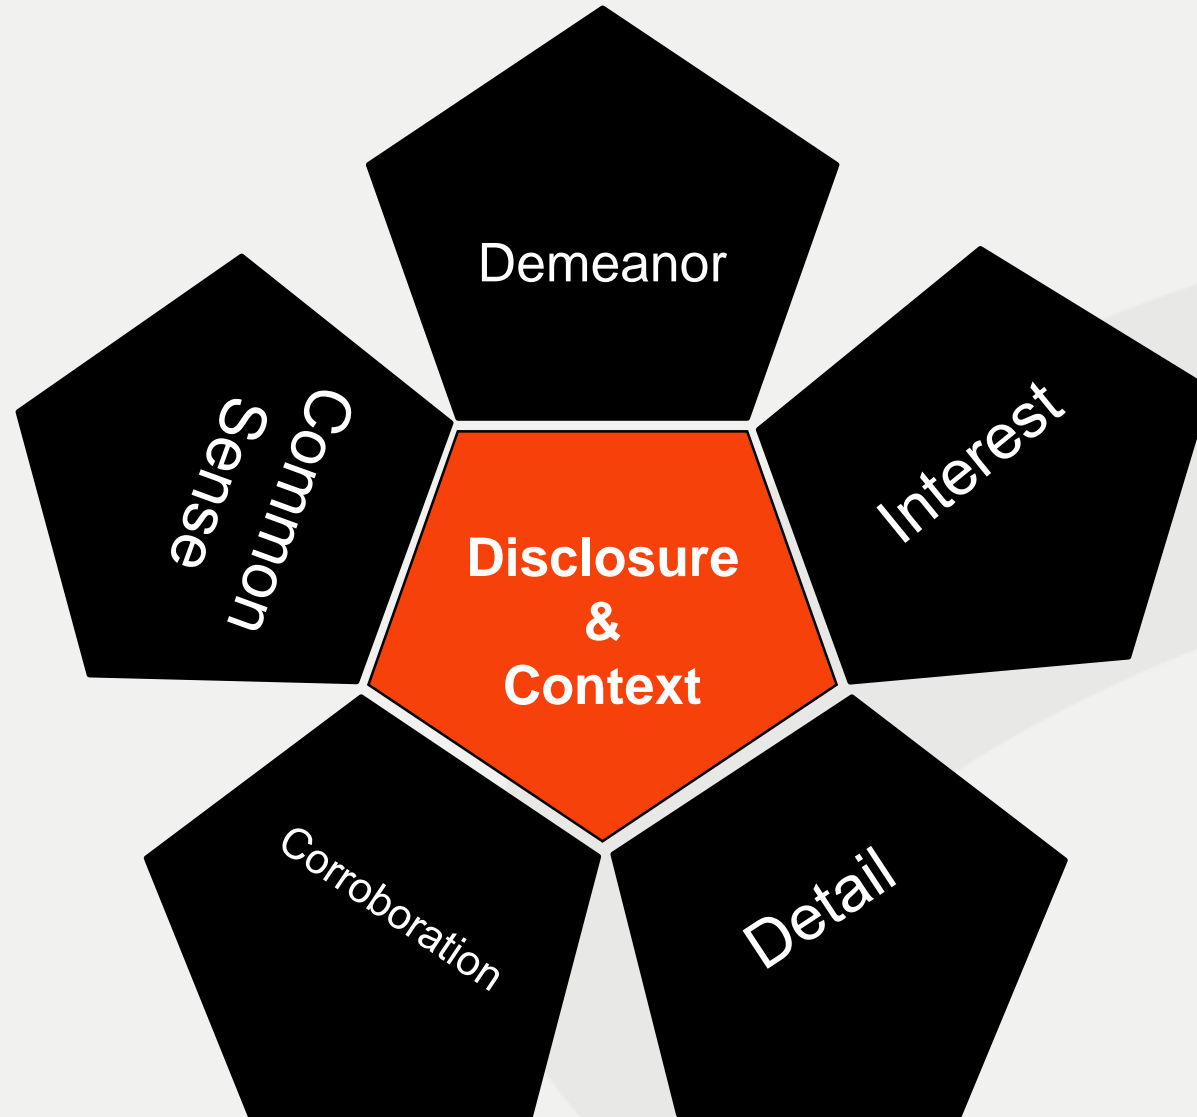 Demeanor
Interest
Common
Sense
Disclosure
&
Context
Corroboration
Detail